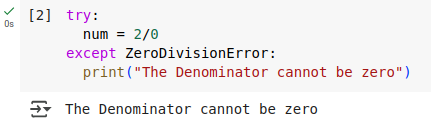 [2] try:
num = 2/0
0s
except ZeroDivisionError:
print("The Denominator cannot be zero")
The Denominator cannot be zero